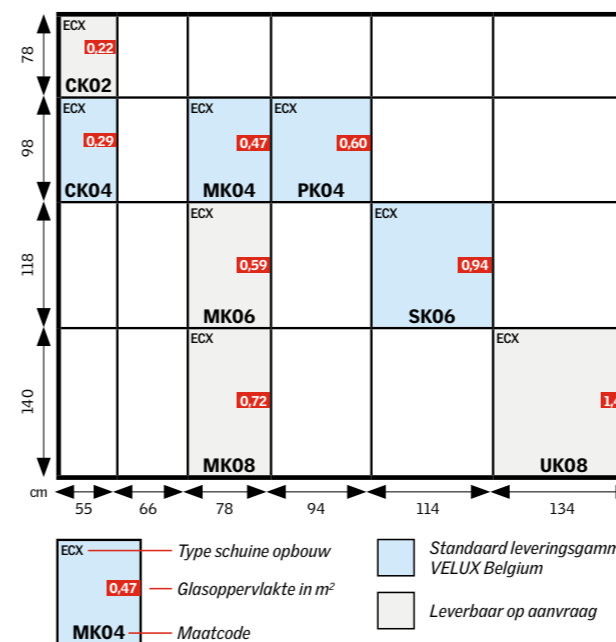 78
ECX
0,22
CK02
98
ECX
0,29
CK04
ECX
0,47
MK04
ECX
0,60
PK04
118
ECX
0,59
MK06
ECX
0,94
SK06
140
ECX
0,72
MK08
ECX
UK08
cm
55 66 78 94 114 134
ECX
0,47
MK04
Type schuine opbouw
Glasoppervlakte in m²
Maatcode
Standaard leveringsgamm
VELUX Belgium
Leverbaar op aanvraag